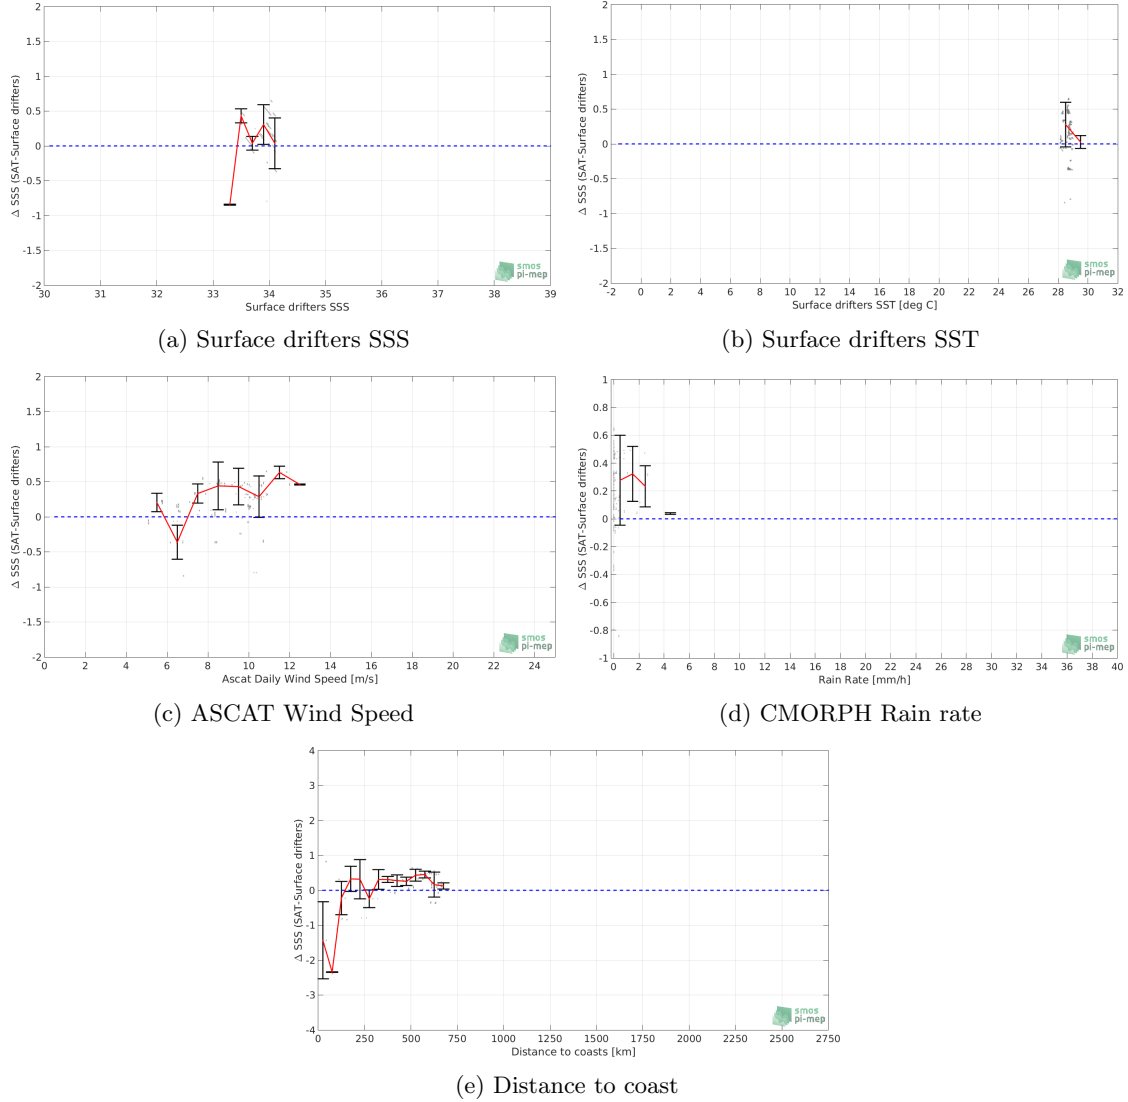 2
1.5
1
0.5
0
-0.5
-1
-1.5
-2
Δ SSS (SAT-Surface drifters)
30 31 32 33 34 35 36 37 38 39
Surface drifters SSS
smos
pi-mep
(a) Surface drifters SSS
2
1.5
1
0.5
0
-0.5
-1
-1.5
-2
Δ SSS (SAT-Surface drifters)
-2 0 2 4 6 8 10 12 14 16 18 20 22 24 26 28 30 32
Surface drifters SST [deg C]
smos
pi-mep
(b) Surface drifters SST
2
1.5
1
0.5
0
-0.5
-1
-1.5
-2
Δ SSS (SAT-Surface drifters)
0 2 4 6 8 10 12 14 16 18 20 22 24
Ascat Daily Wind Speed [m/s]
smos
pi-mep
(c) ASCAT Wind Speed
1
0.8
0.6
0.4
0.2
0
-0.2
-0.4
-0.6
-0.8
-1
Δ SSS (SAT-Surface drifters)
0 2 4 6 8 10 12 14 16 18 20 22 24 26 28 30 32 34 36 38 40
Rain Rate [mm/h]
smos
pi-mep
(d) CMORPH Rain rate
4
3
2
1
0
-1
-2
-3
-4
Δ SSS (SAT-Surface drifters)
0 250 500 750 1000 1250 1500 1750 2000 2250 2500 2750
Distance to coasts [km]
smos
pi-mep
(e) Distance to coast